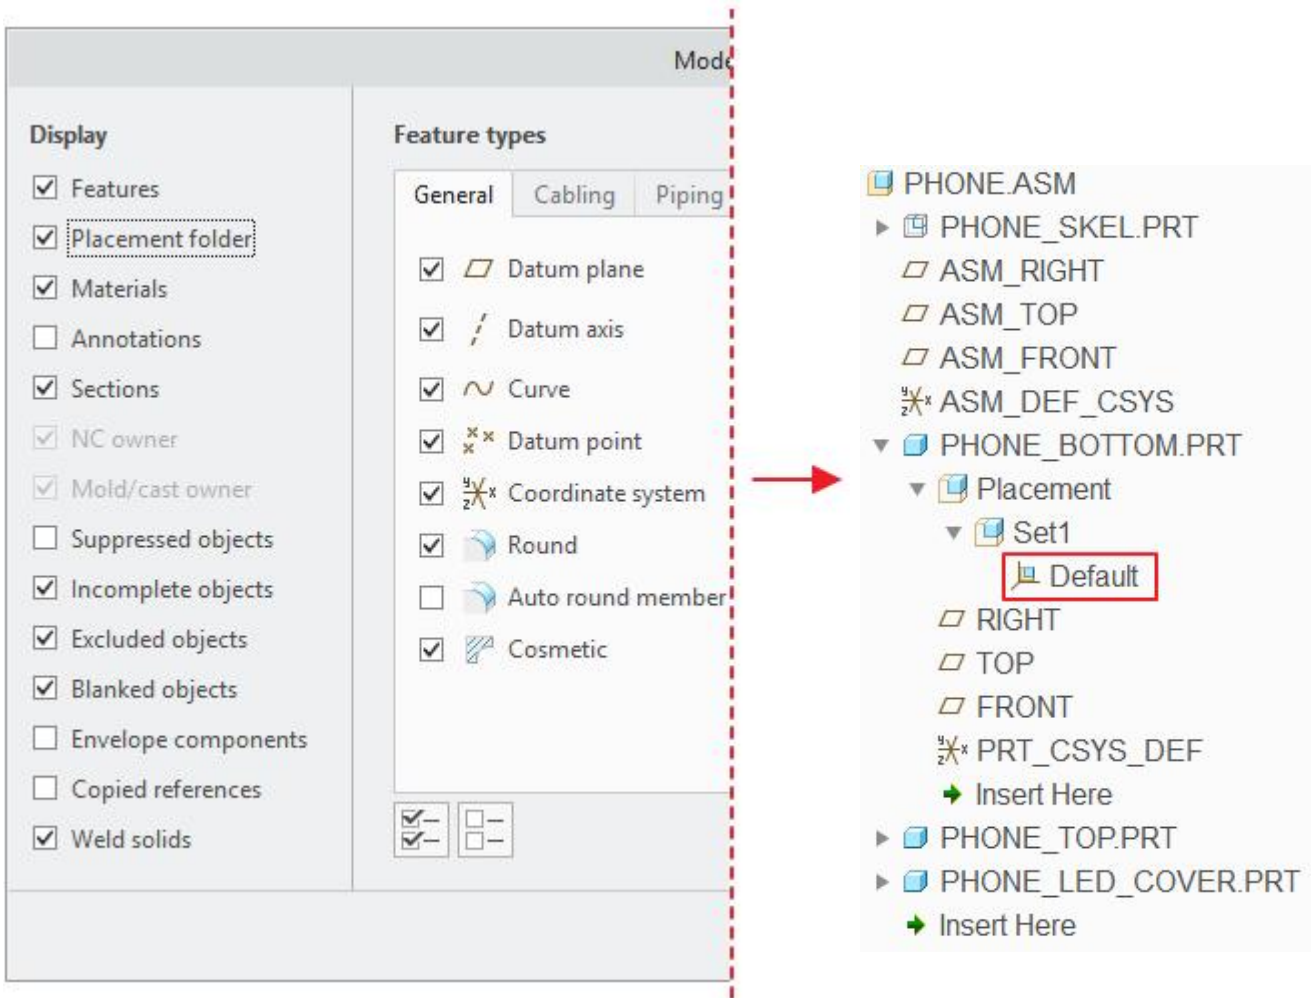 Mode
Display
Features
Placement folder
Materials
Annotations
Sections
NC owner
Mold/cast owner
Suppressed objects
Incomplete objects
Excluded objects
Blanked objects
Envelope components
Copied references
Weld solids
Feature types
General Cabling Piping
Datum plane
Datum axis
Curve
Datum point
Coordinate system
Round
Auto round member
Cosmetic
PHONE.ASM
PHONE_SKEL.PRT
ASM_RIGHT
ASM_TOP
ASM_FRONT
ASM_DEF_CSYS
PHONE_BOTTOM.PRT
Placement
Set1
Default
RIGHT
TOP
FRONT
PRT_CSYS_DEF
Insert Here
PHONE_TOP.PRT
PHONE_LED_COVER.PRT
Insert Here